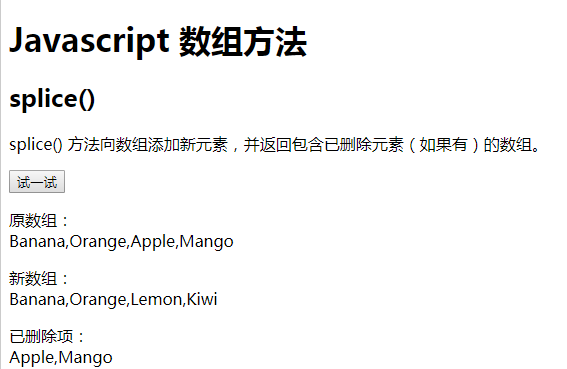 Javascript 数组方法
splice()
splice() 方法向数组添加新元素，并返回包含已删除元素（如果有）的数组。
试一试
原数组：
Banana,Orange,Apple,Mango
新数组：
Banana,Orange,Lemon,Kiwi
已删除项：
Apple,Mango